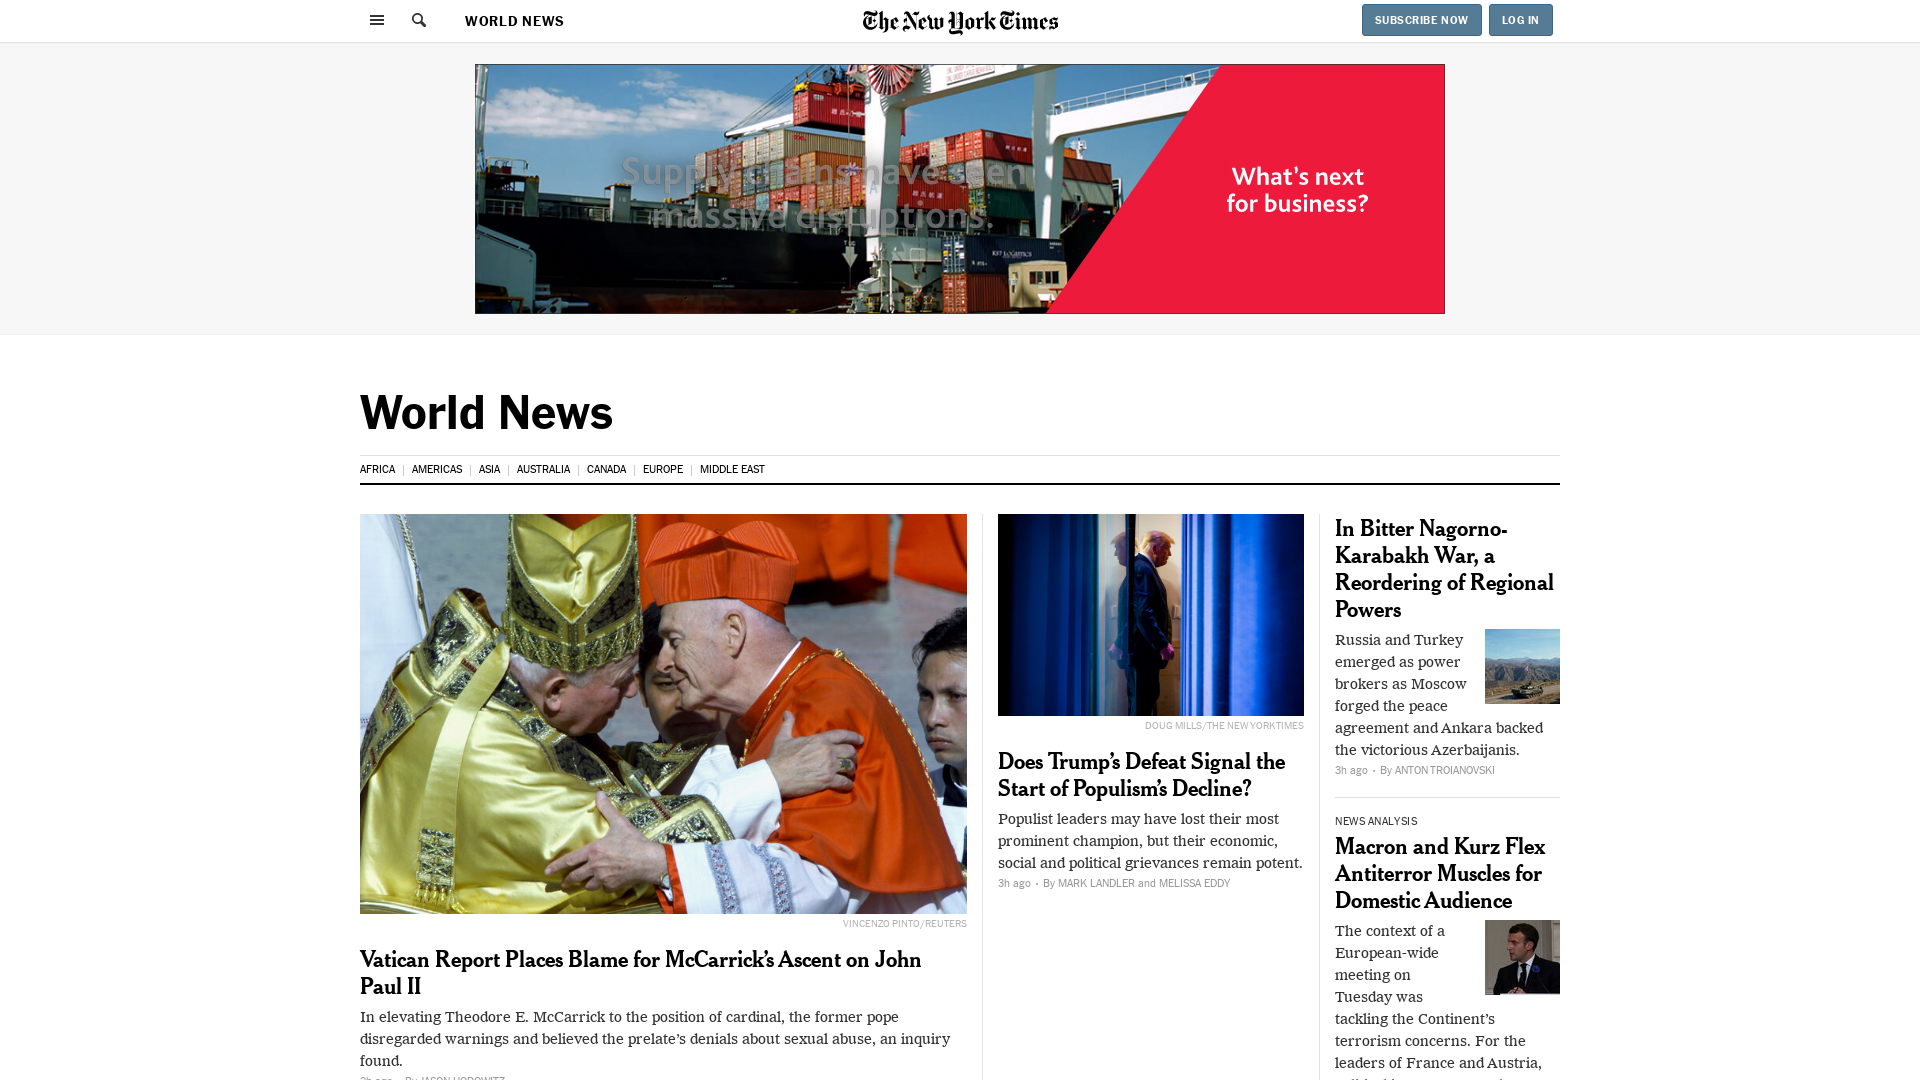 WORLD NEWS
The New York Times
SUBSCRIBE NOW
LOG IN
Supply chains have seen
massive disruptions.
What's next
for business?
World News
AFRICA
AMERICAS
ASIA
AUSTRALIA
CANADA
EUROPE
MIDDLE EAST
VINCENZO PINTO/REUTERS
Vatican Report Places Blame for McCarrick's Ascent on John
Paul II
In elevating Theodore E. McCarrick to the position of cardinal, the former pope
disregarded warnings and believed the prelate's denials about sexual abuse, an inquiry
found.
DOUG MILLS/THE NEW YORK TIMES
Does Trump's Defeat Signal the
Start of Populism's Decline?
Populist leaders may have lost their most
prominent champion, but their economic,
social and political grievances remain potent.
3h ago · By MARK LANDLER and MELISSA EDDY
In Bitter Nagorno-
Karabakh War, a
Reordering of Regional
Powers
Russia and Turkey
emerged as power
brokers as Moscow
forged the peace
agreement and Ankara backed
the victorious Azerbaijanis.
3h ago · By ANTON TROIANOVSKI
NEWS ANALYSIS
Macron and Kurz Flex
Antiterror Muscles for
Domestic Audience
The context of a
European-wide
meeting on
Tuesday was
tackling the Continent's
terrorism concerns. For the
leaders of France and Austria,